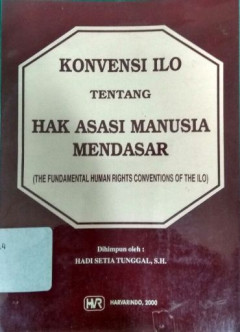 KONVENSI ILO
TENTANG
HAK ASASI MANUSIA
MENDASAR
(THE FUNDAMENTAL HUMAN RIGHTS CONVENTIONS OF THE ILO)
Dihimpun oleh :
HADI SETIA TUNGGAL, S.H.
HVR
HARVARINDO, 2000